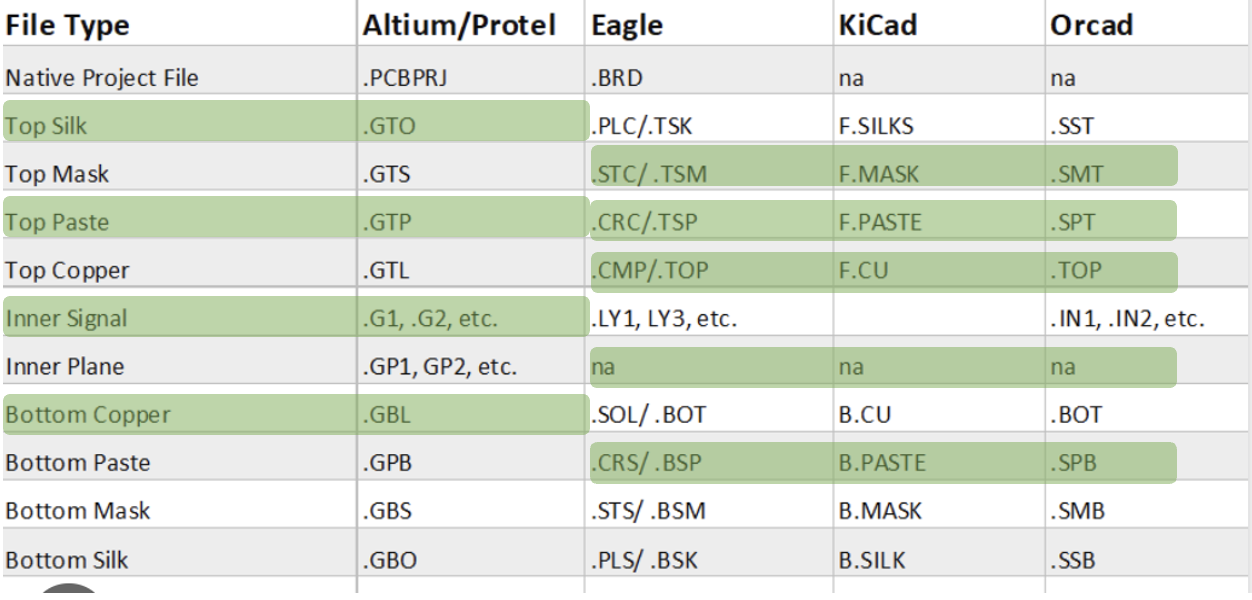 File Type Altium/Protel Eagle KiCad Orcad
Native Project File .PCBPRJ .BRD na na
Top Silk .GTO .PLC/.TSK F.SILKS .SST
Top Mask .GTS .STC/ .TSM F.MASK .SMT
Top Paste .GTP .CRC/.TSP F.PASTE .SPT
Top Copper .GTL .CMP/.TOP F.CU .TOP
Inner Signal .G1, .G2, etc. .LY1, LY3, etc. .IN1, .IN2, etc.
Inner Plane .GP1, GP2, etc. na na na
Bottom Copper .GBL .SOL/ .BOT B.CU .BOT
Bottom Paste .GPB .CRS/ .BSP B.PASTE .SPB
Bottom Mask .GBS .STS/ .BSM B.MASK .SMB
Bottom Silk .GBO .PLS/ .BSK B.SILK .SSB